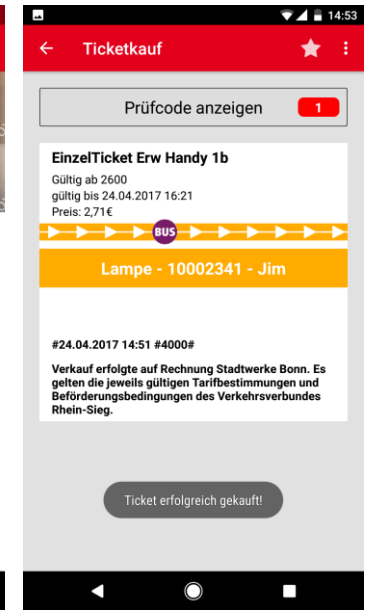 14:53
Ticketkauf
Prüfcode anzeigen 1
EinzelTicket Erw Handy 1b
Gültig ab 2600
gültig bis 24.04.2017 16:21
Preis: 2,71€
BUS
Lampe - 10002341 - Jim
#24.04.2017 14:51 #4000#
Verkauf erfolgte auf Rechnung Stadtwerke Bonn. Es
gelten die jeweils gültigen Tarifbestimmungen und
Beförderungsbedingungen des Verkehrsverbundes
Rhein-Sieg.
Ticket erfolgreich gekauft!